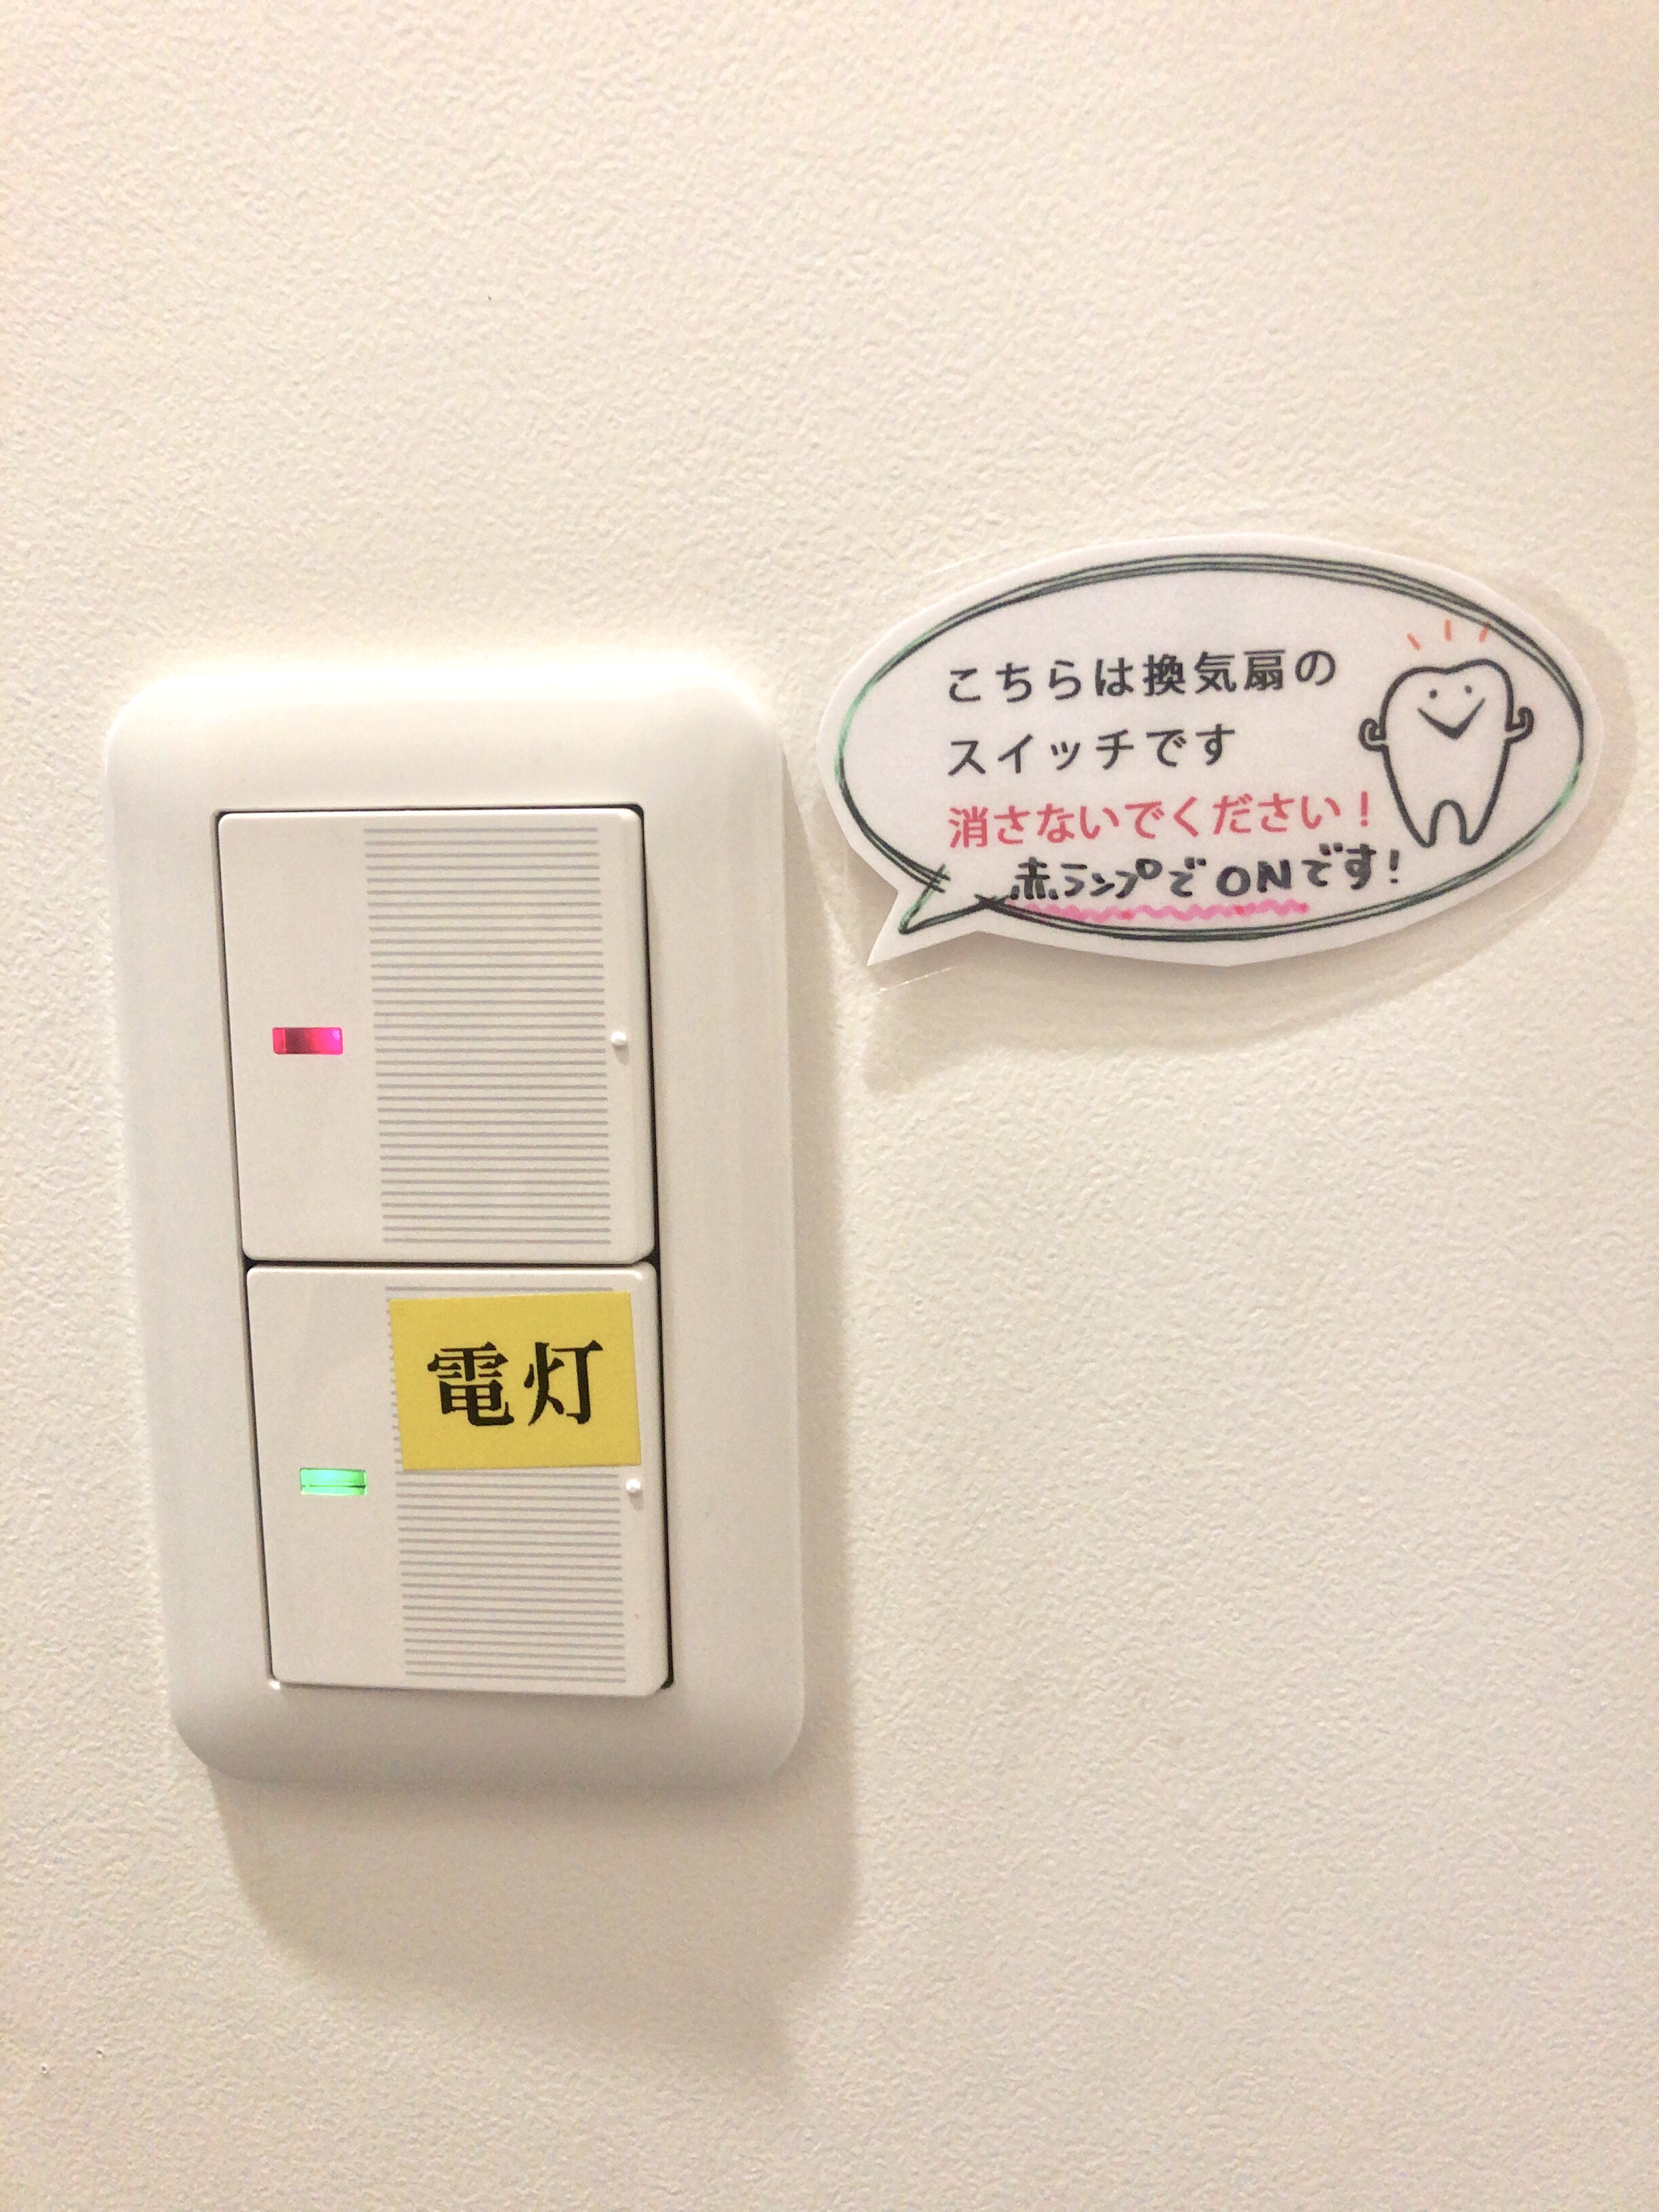 こちらは換気扇の
スイッチです
消さないでください！
赤ランプでONです!
電灯